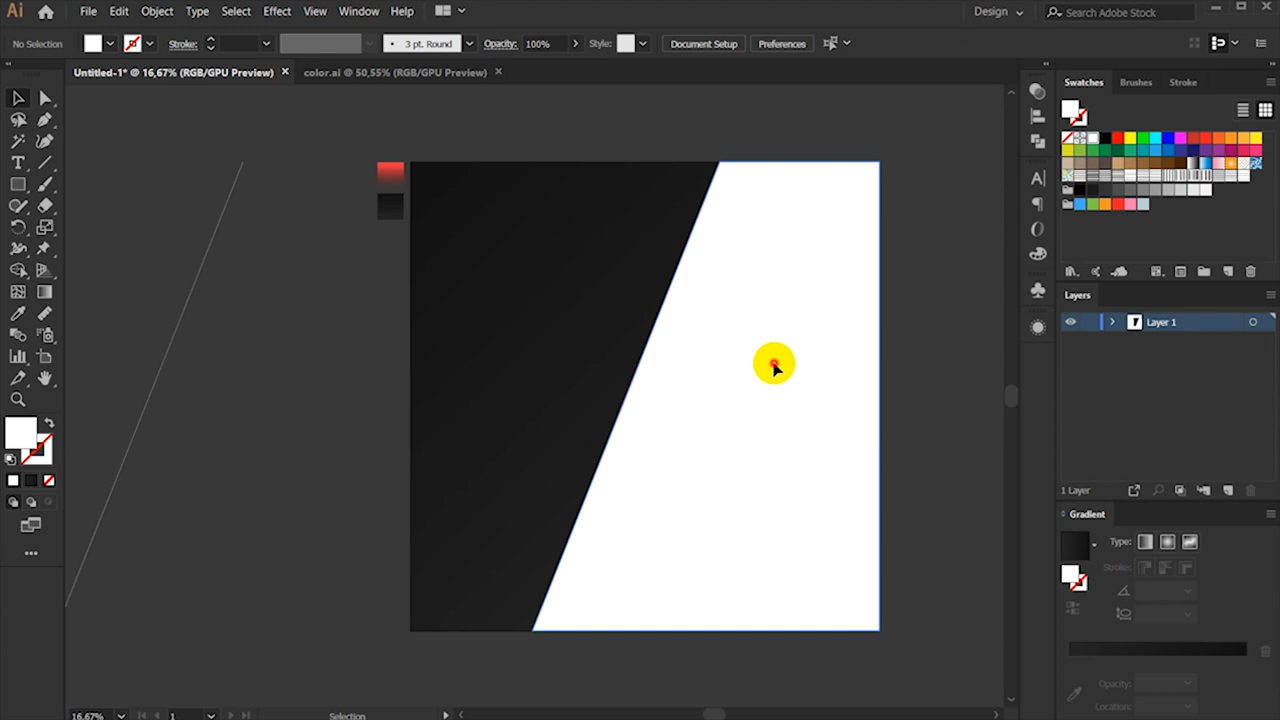 Ai File Edit Object Type Select Effect View Window Help Design Search Adobe Stock
No Selection Stroke: 3 pt. Round Opacity: 100% Style: Document Setup Preferences
Untitled-1* @ 16,67% (RGB/GPU Preview) color.ai @ 50,55% (RGB/GPU Preview)
Swatches Brushes Stroke
Layers
Layer 1
1 Layer
Gradient
Type:
Stroke:
Opacity:
Location:
16,67% 1 Selection